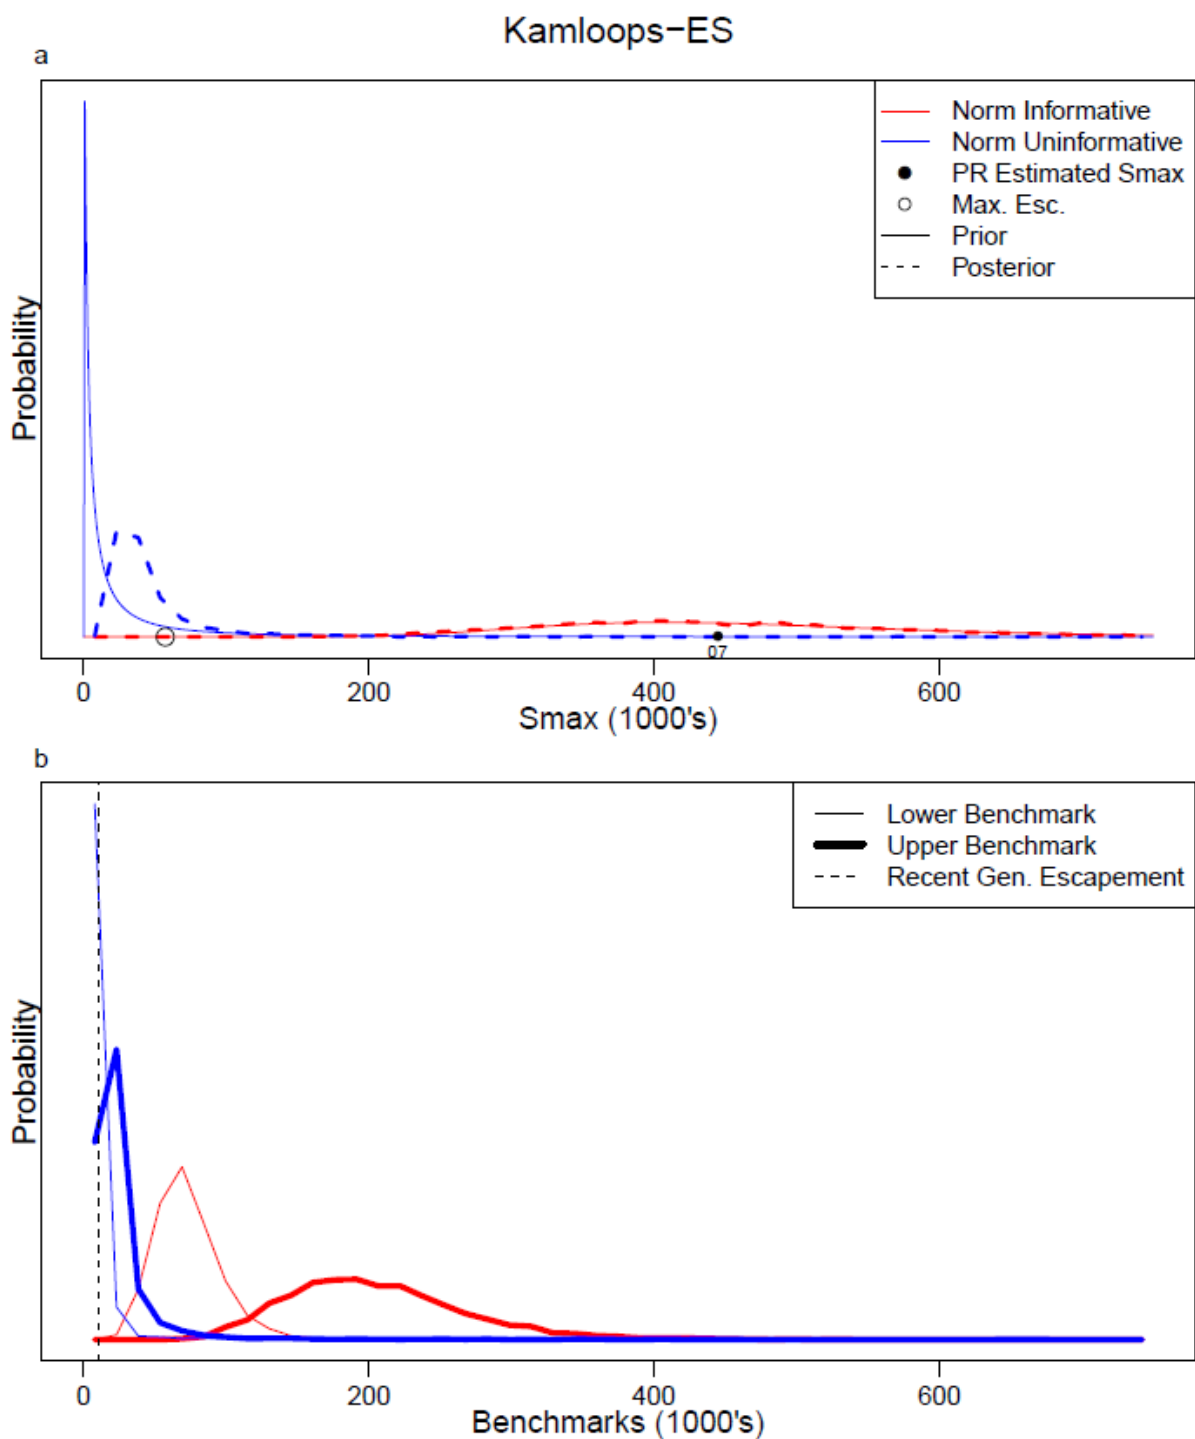 Kamloops−ES
a
Norm Informative
Norm Uninformative
PR Estimated Smax
Max. Esc.
Prior
Posterior
Probability
07
0 200 400 600
Smax (1000's)
b
Lower Benchmark
Upper Benchmark
Recent Gen. Escapement
Probability
0 200 400 600
Benchmarks (1000's)